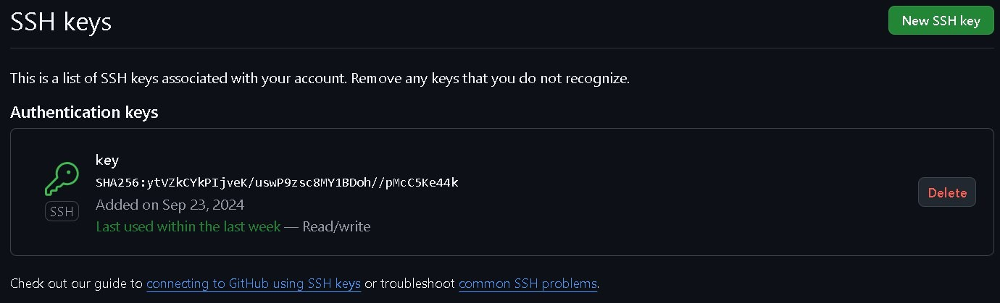 SSH keys
New SSH key
This is a list of SSH keys associated with your account. Remove any keys that you do not recognize.
Authentication keys
key
SHA256:ytVZkCYkPIjveK/uswP9zsc8MY1BDoh//pMcC5Ke44k
Added on Sep 23, 2024
Last used within the last week — Read/write
SSH
Delete
Check out our guide to connecting to GitHub using SSH keys or troubleshoot common SSH problems.